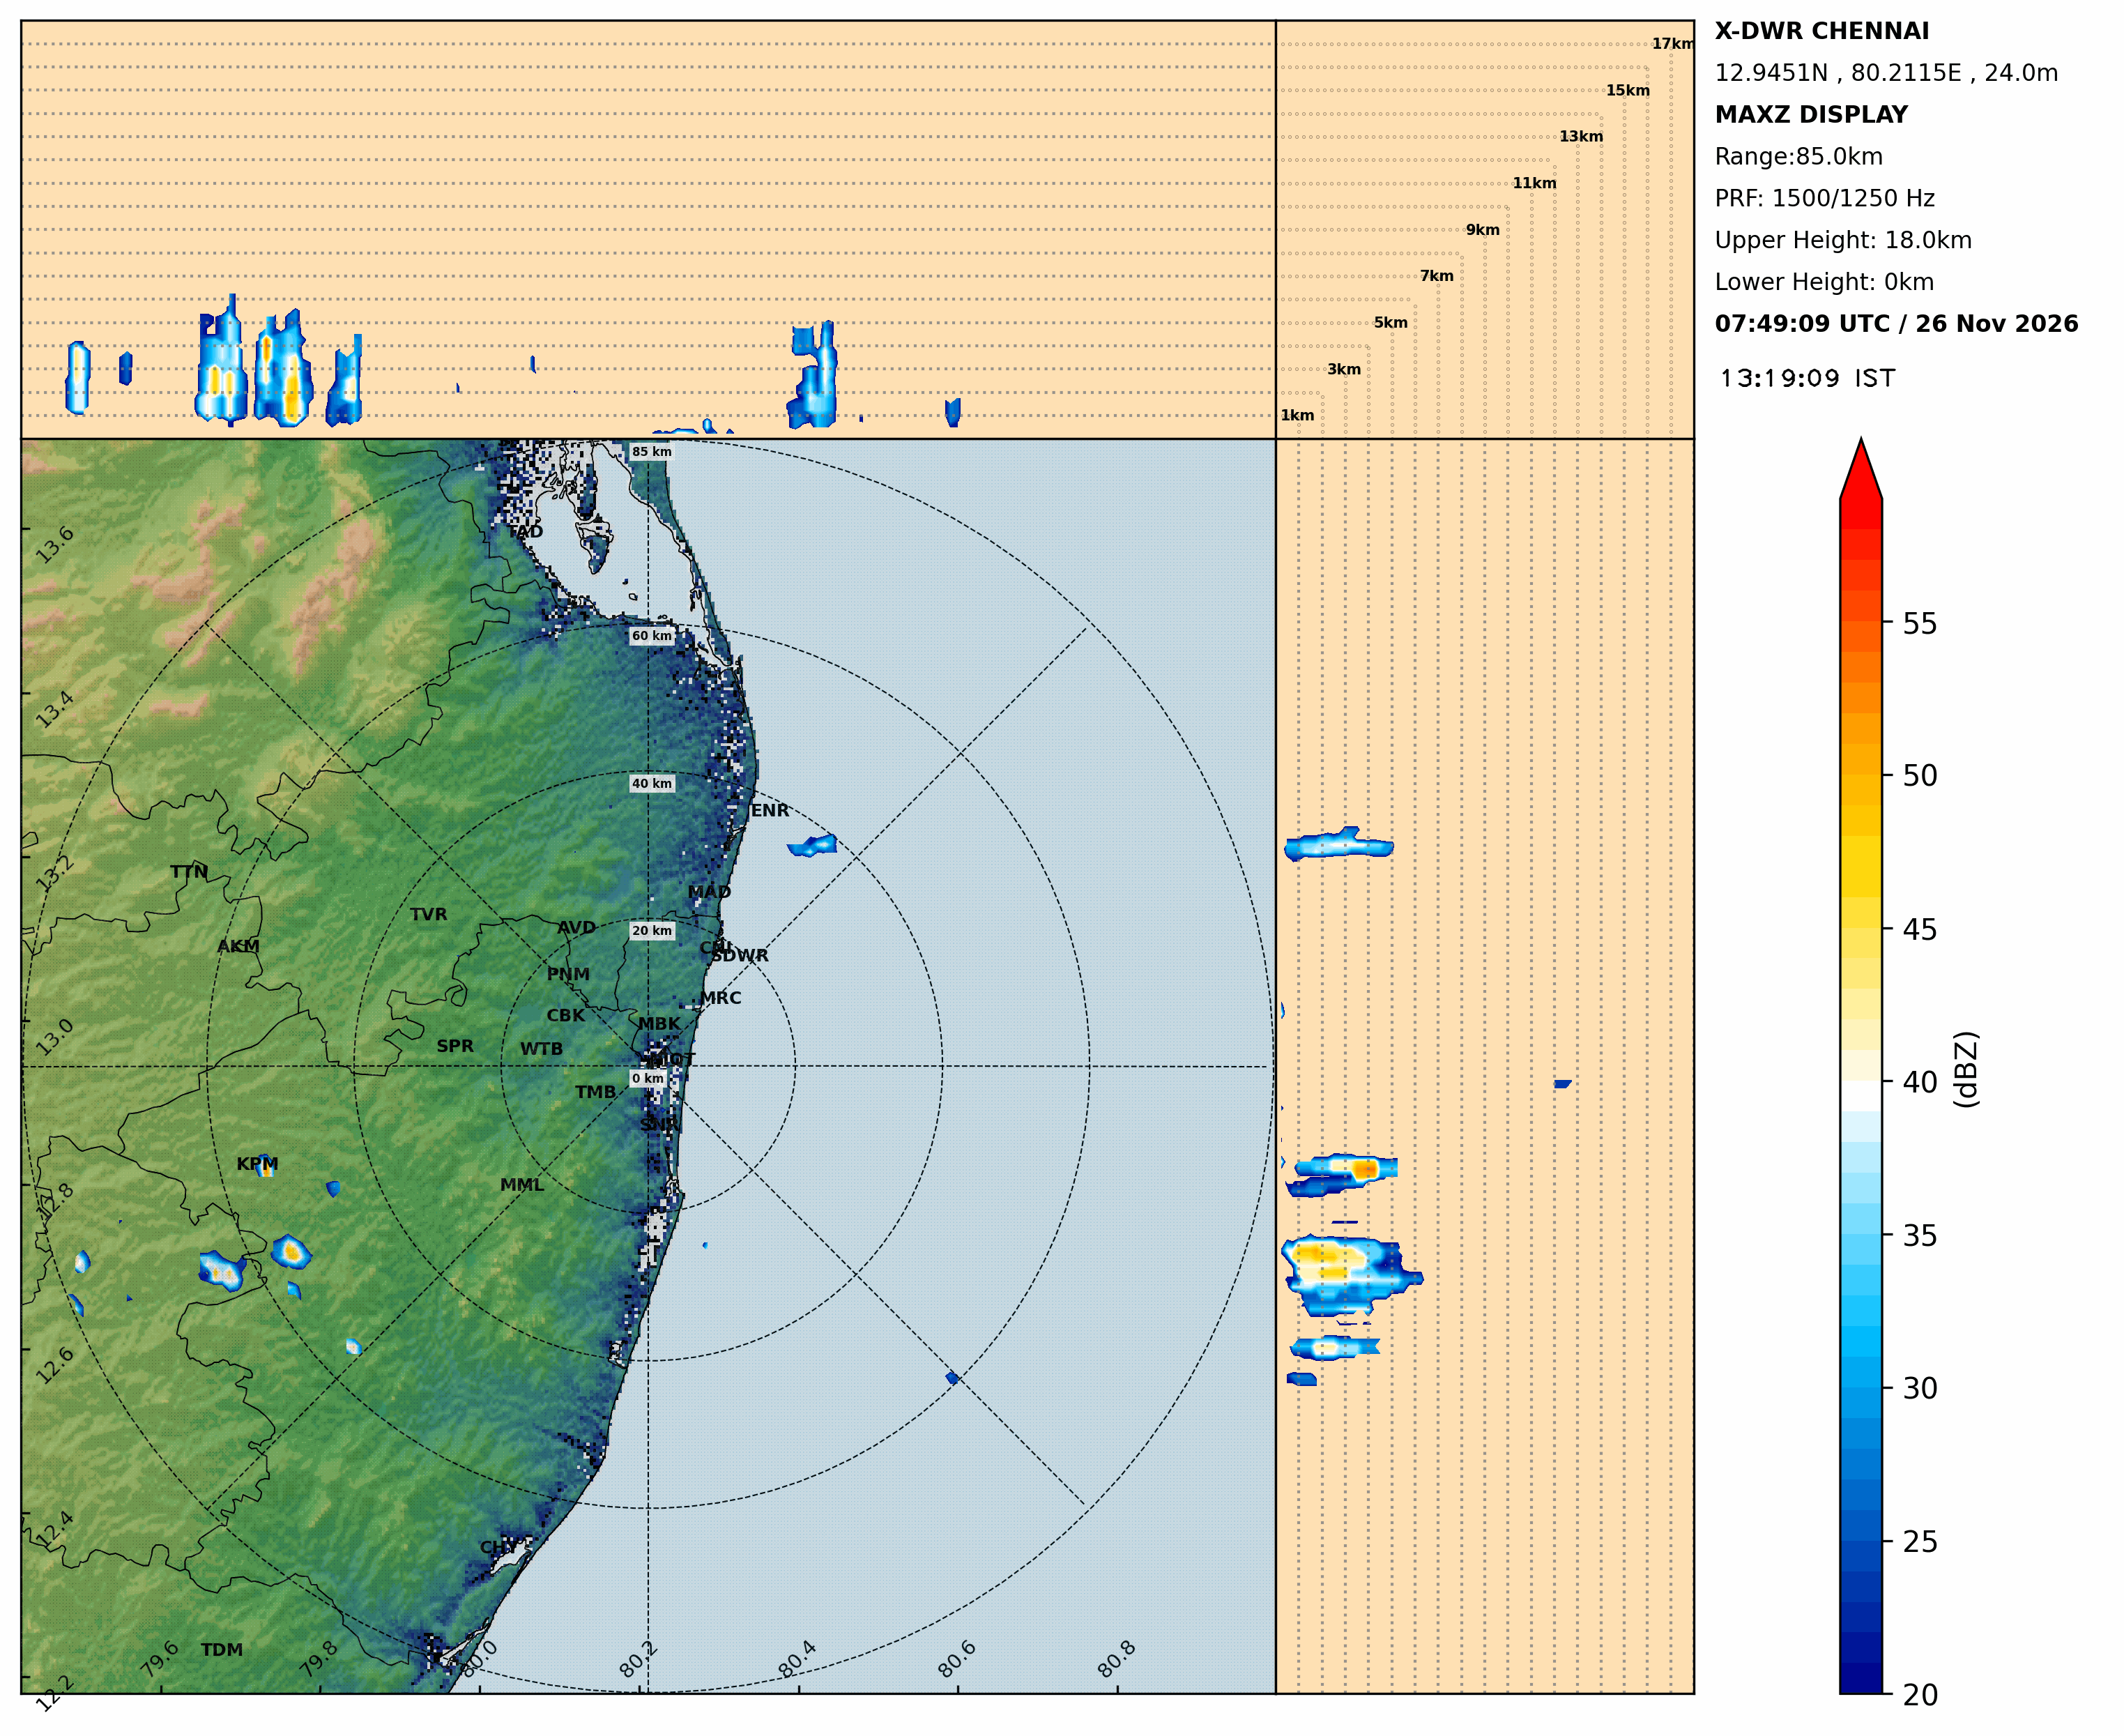 X-DWR CHENNAI
12.9451N , 80.2115E , 24.0m
MAXZ DISPLAY
Range:85.0km
PRF: 1500/1250 Hz
Upper Height: 18.0km
Lower Height: 0km
07:49:09 UTC / 26 Nov 2026
13:19:09 IST
17km
15km
13km
11km
9km
7km
5km
3km
1km
85 km
TAD
13.6
60 km
13.4
40 km
ENR
13.2
TTN
MAD
TVR
AVD
20 km
AKM
SDWR
PNM
MRC
CBK
MBK
13.0
SPR
WTB
0 km
TMB
SNR
KPM
MML
12.8
12.6
12.4
CHY
TDM
12.2
79.6
79.8
80.0
80.2
80.4
80.6
80.8
55
50
45
40
35
30
25
20
(dBZ)